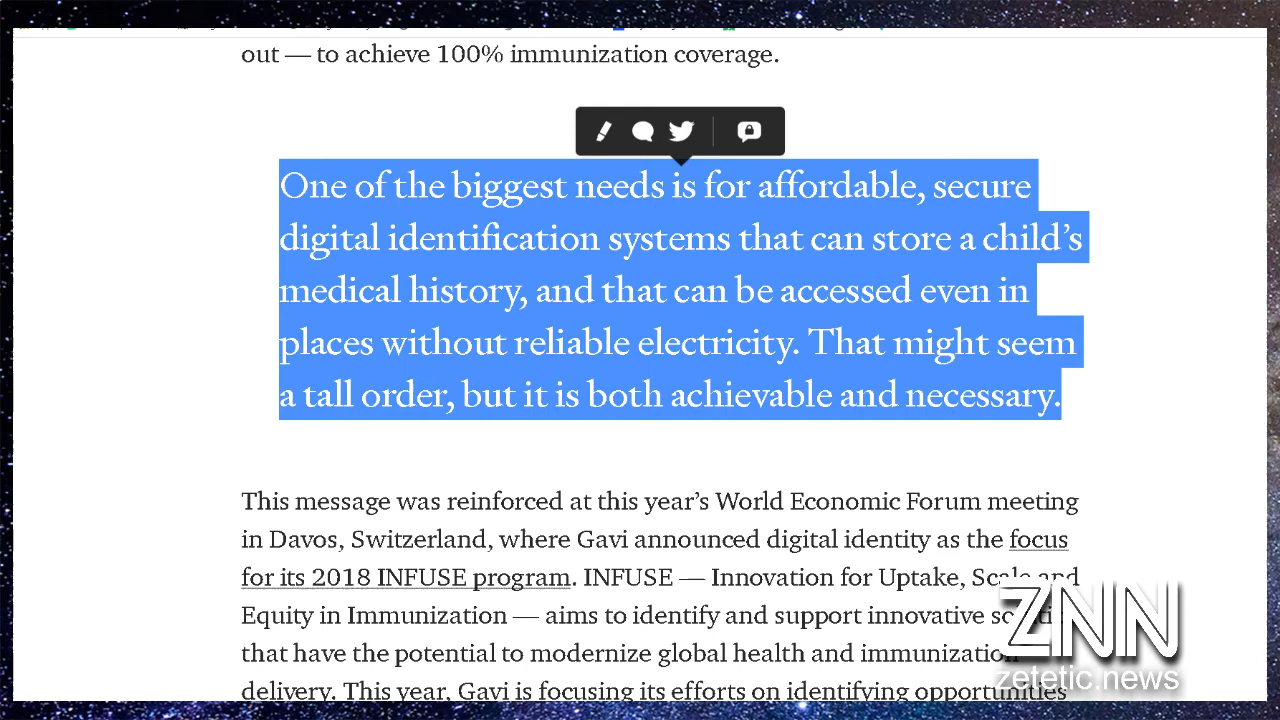 out — to achieve 100% immunization coverage.
One of the biggest needs is for affordable, secure
digital identification systems that can store a child’s
medical history, and that can be accessed even in
places without reliable electricity. That might seem
a tall order, but it is both achievable and necessary.
This message was reinforced at this year’s World Economic Forum meeting
in Davos, Switzerland, where Gavi announced digital identity as the focus
for its 2018 INFUSE program. INFUSE — Innovation for Uptake, Scale and
Equity in Immunization — aims to identify and support innovative
that have the potential to modernize global health and immunization
delivery. This year, Gavi is focusing its efforts on identifying opportunities
ZNN
zetetic.news